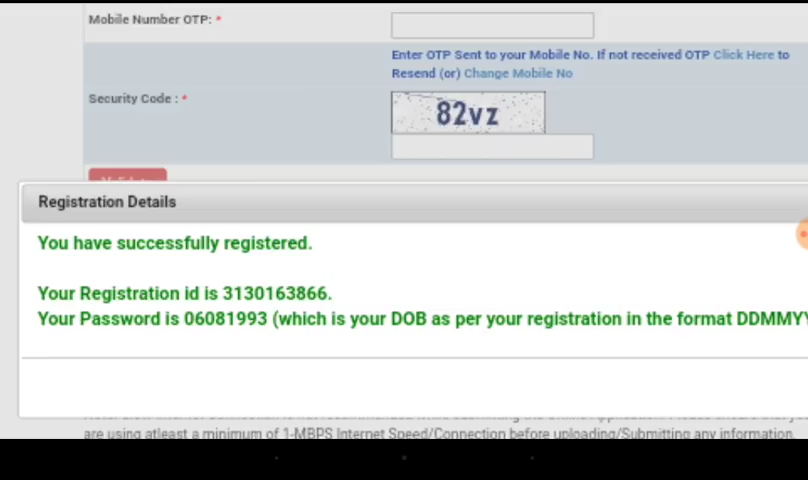 Mobile Number OTP: *
Enter OTP Sent to your Mobile No. If not received OTP Click Here to
Resend (or) Change Mobile No
Security Code : *
82vz
Registration Details
You have successfully registered.
Your Registration id is 3130163866.
Your Password is 06081993 (which is your DOB as per your registration in the format DDMMYY
are using atleast a minimum of 1-MBPS Internet Speed/Connection before uploading/Submitting any information.